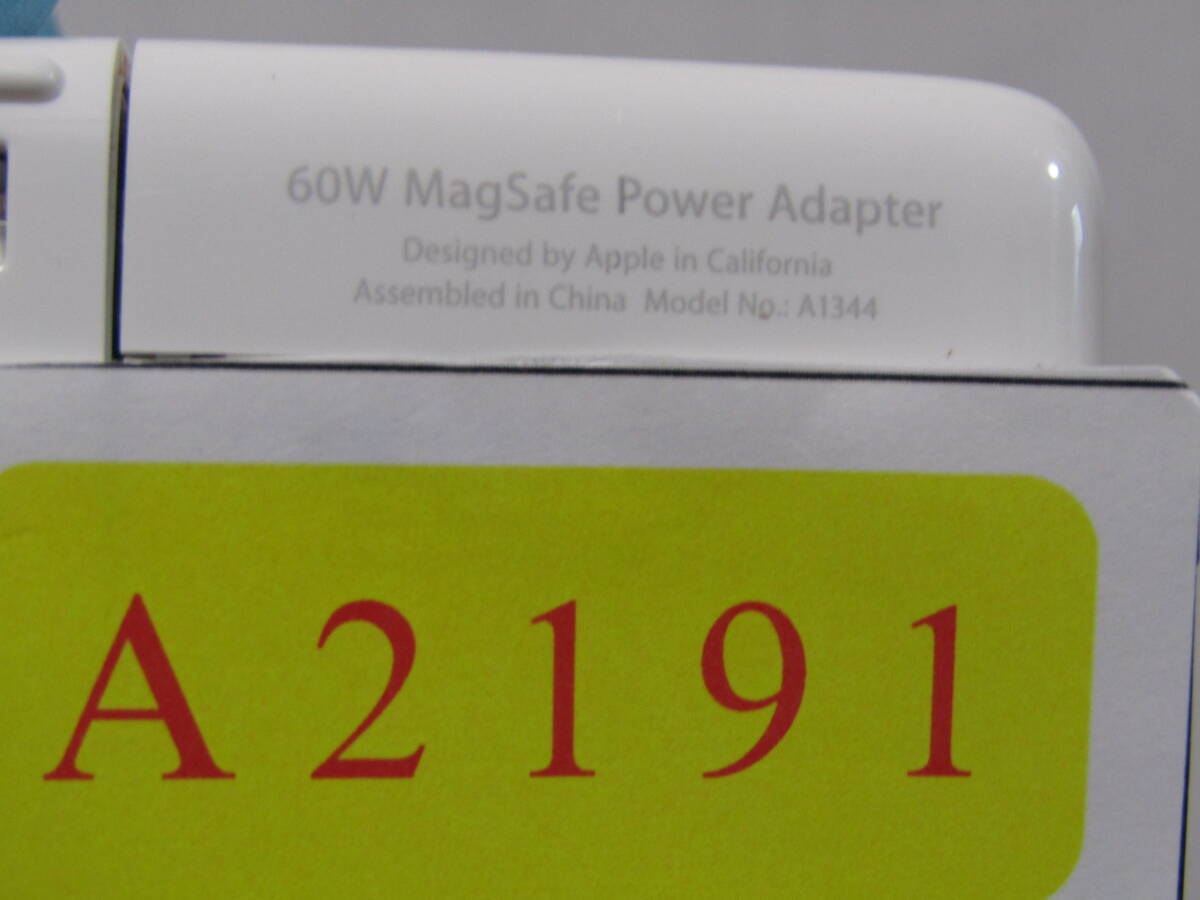 60W MagSafe Power Adapter
Designed by Apple in California
Assembled in China Model No.: A1344
A2191